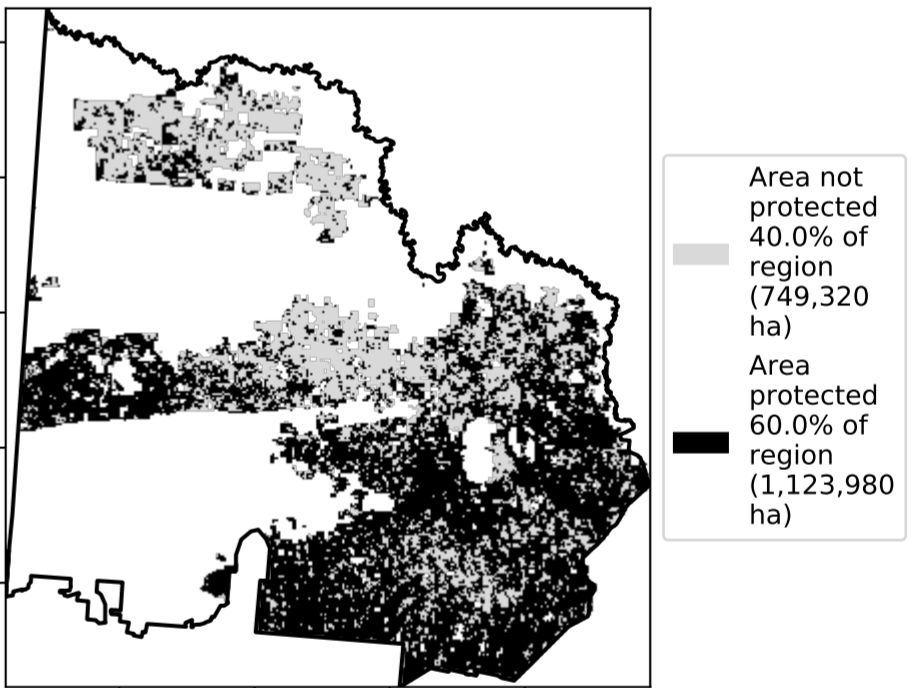 Area not
protected
40.0% of
region
(749,320
ha)
Area
protected
60.0% of
region
(1,123,980
ha)